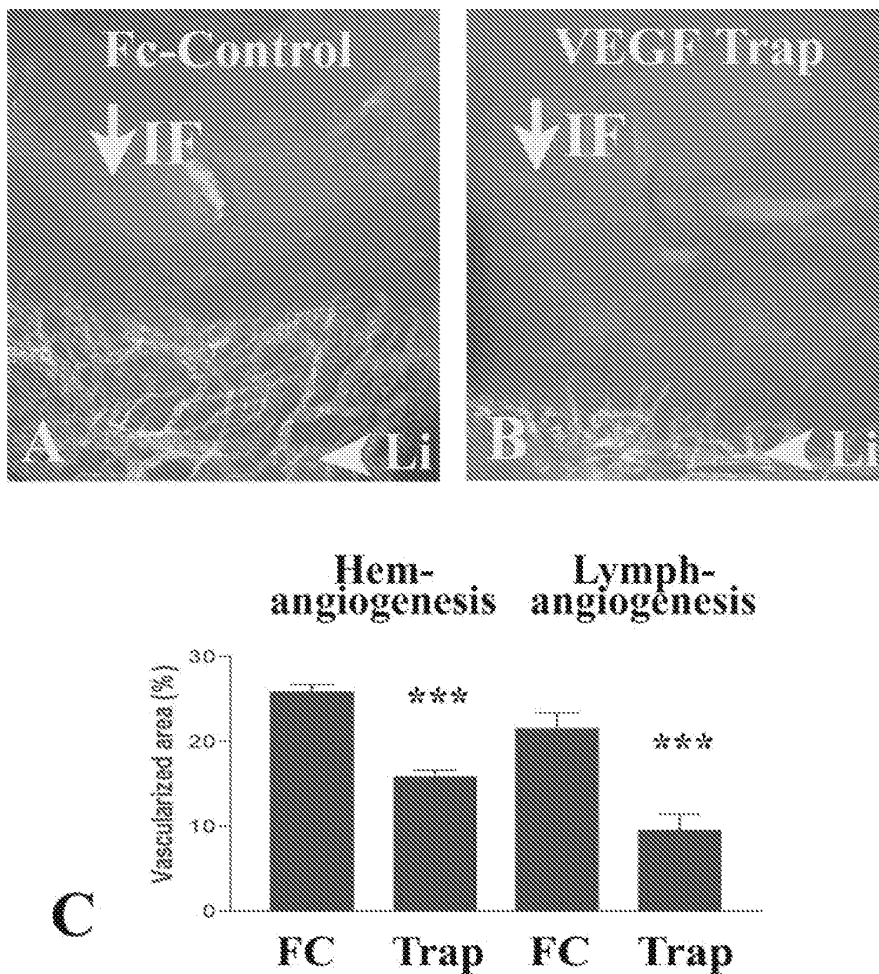 Fc-Control
IF
A
Li
VEGF Trap
IF
B
Li
Hem-
angiogenesis
Lymph-
angiogenesis
Vascularized area (%)
30
20
10
0
***
***
C
FC
Trap
FC
Trap